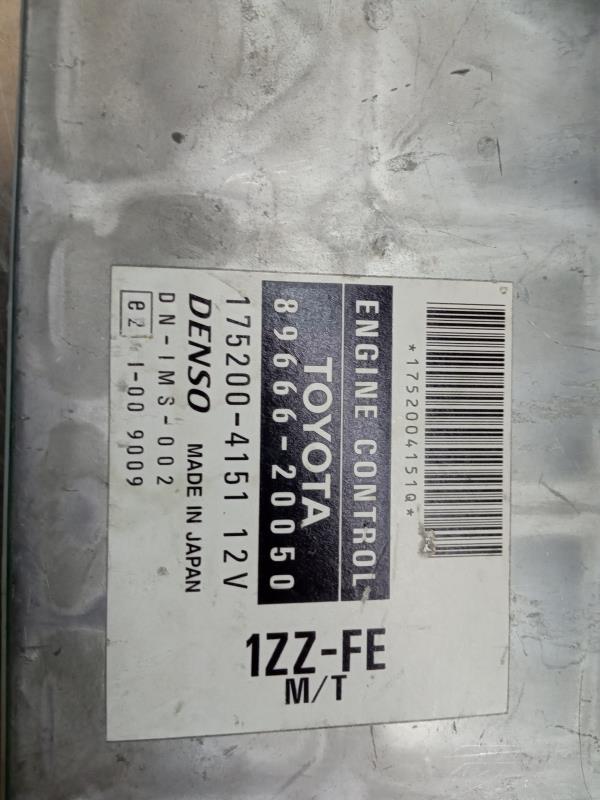 D
*1752004151Q*
ENGINE CONTROL
TOYOTA
89666-20050
175200-4151 12V
DENSO MADE IN JAPAN
DN-IMS-002
e2 1-00 9009
1ZZ-FE
M/T